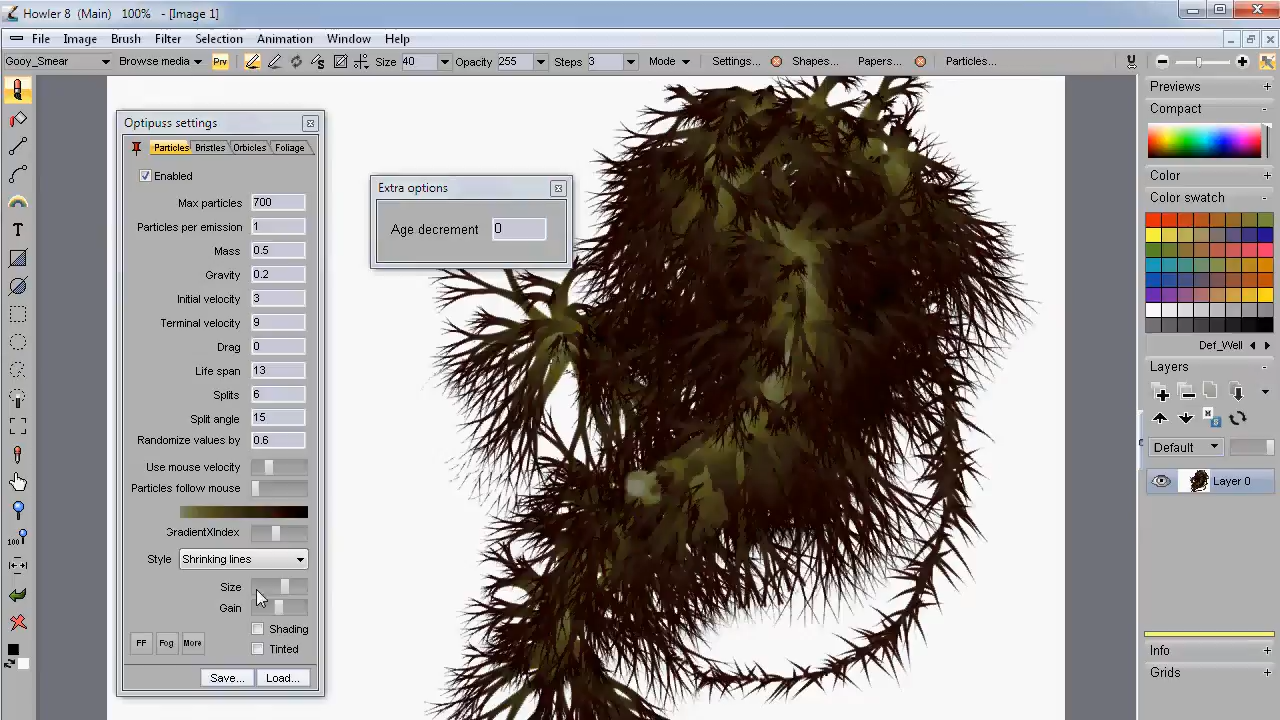 Howler 8 (Main) 100% - [Image 1]
File Image Brush Filter Selection Animation Window Help
Gooy_Smear Browse media Prv Size 40 Opacity 255 Steps 3 Mode Settings... Shapes... Papers... Particles...
Optipuss settings
Particles Bristles Orbicles Foliage
Enabled
Max particles 700
Particles per emission 1
Mass 0.5
Gravity 0.2
Initial velocity 3
Terminal velocity 9
Drag 0
Life span 13
Splits 6
Split angle 15
Randomize values by 0.6
Use mouse velocity
Particles follow mouse
GradientXIndex
Style Shrinking lines
Size
Gain
Shading
FF Fog More
Tinted
Save... Load...
Extra options
Age decrement 0
T
100%
Previews +
Compact -
Color +
Color swatch -
Def_Well
Layers -
Default
Layer 0
Info +
Grids +